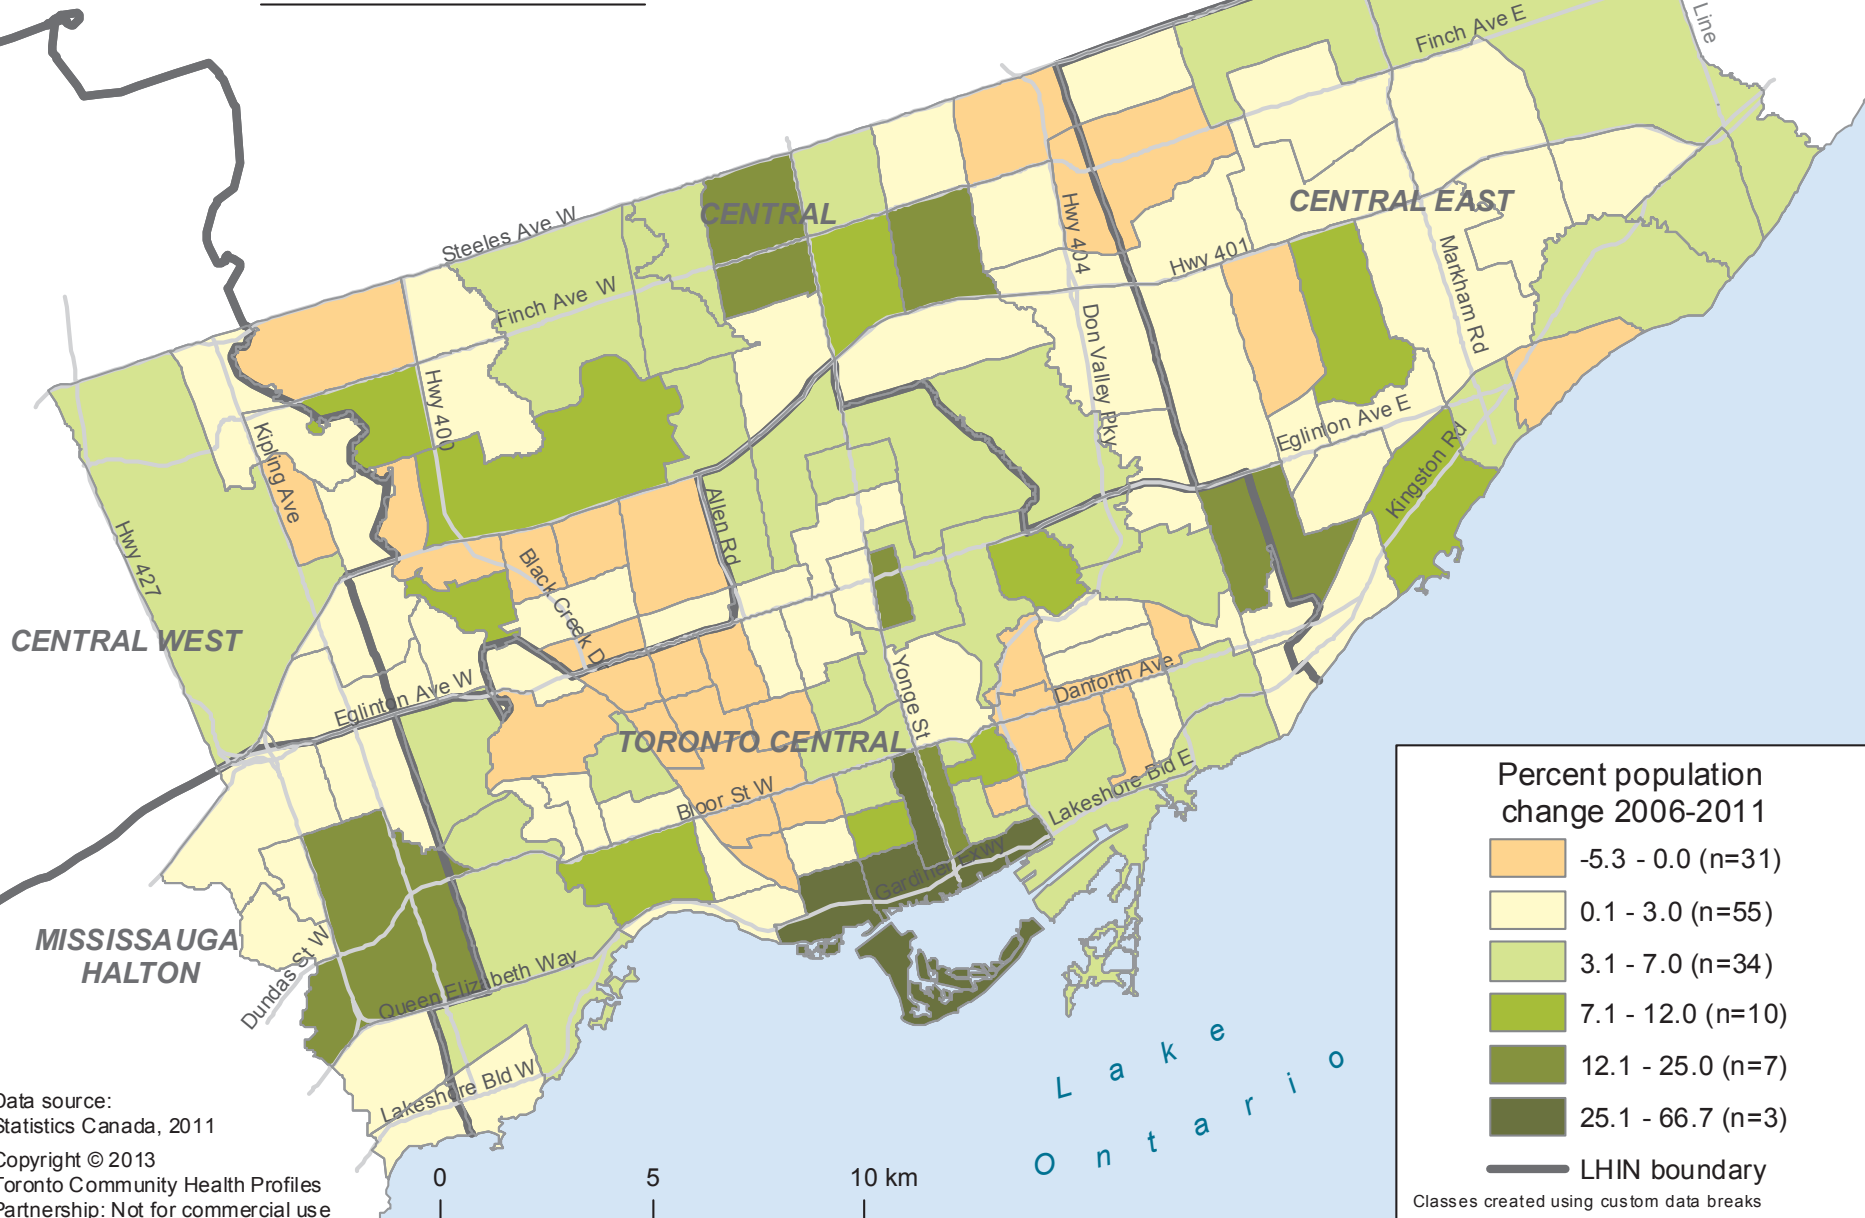 Line
Finch Ave E
CENTRAL
CENTRAL EAST
Steeles Ave W
Hwy 404
Hwy 401
Finch Ave W
Markham Rd
Don Valley Pky
Hwy 400
Kipling Ave
Eglinton Ave E
Kingston Rd
Allen Rd
Hwy 427
Black Creek Dr
CENTRAL WEST
Eglinton Ave W
Yonge St
Danforth Ave
TORONTO CENTRAL
Bloor St W
Lakeshore Bld E
Gardiner Exwy
MISSISSAUGA
HALTON
Dundas St W
Queen Elizabeth Way
Lakeshore Bld W
Lake
Ontario
Percent population
change 2006-2011
-5.3 - 0.0 (n=31)
0.1 - 3.0 (n=55)
3.1 - 7.0 (n=34)
7.1 - 12.0 (n=10)
12.1 - 25.0 (n=7)
25.1 - 66.7 (n=3)
LHIN boundary
Classes created using custom data breaks
Data source:
Statistics Canada, 2011
Copyright © 2013
Toronto Community Health Profiles
Partnership: Not for commercial use
0 5 10 km